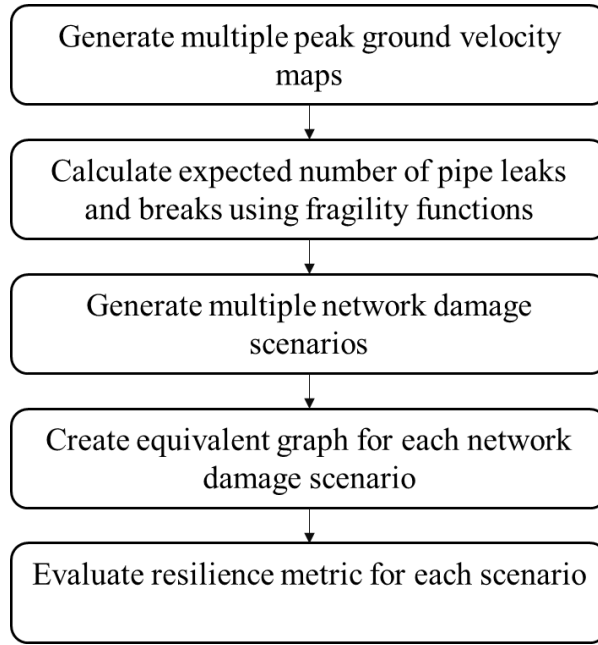 Generate multiple peak ground velocity
maps
Calculate expected number of pipe leaks
and breaks using fragility functions
Generate multiple network damage
scenarios
Create equivalent graph for each network
damage scenario
Evaluate resilience metric for each scenario